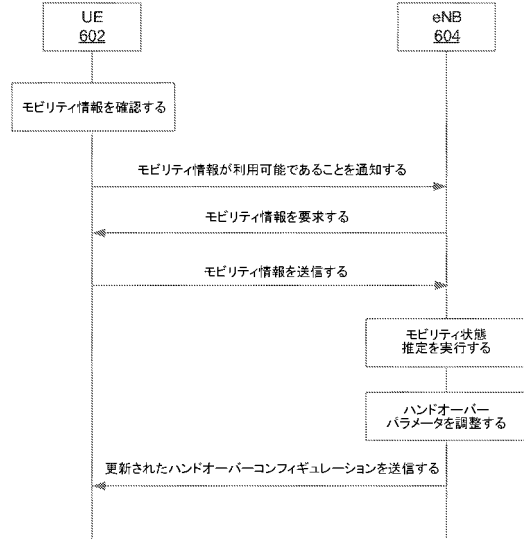 UE
602
eNB
604
モビリティ情報を確認する
モビリティ情報が利用可能であることを通知する
モビリティ情報を要求する
モビリティ情報を送信する
モビリティ状態
推定を実行する
ハンドオーバー
パラメータを調整する
更新されたハンドオーバーコンフィギュレーションを送信する